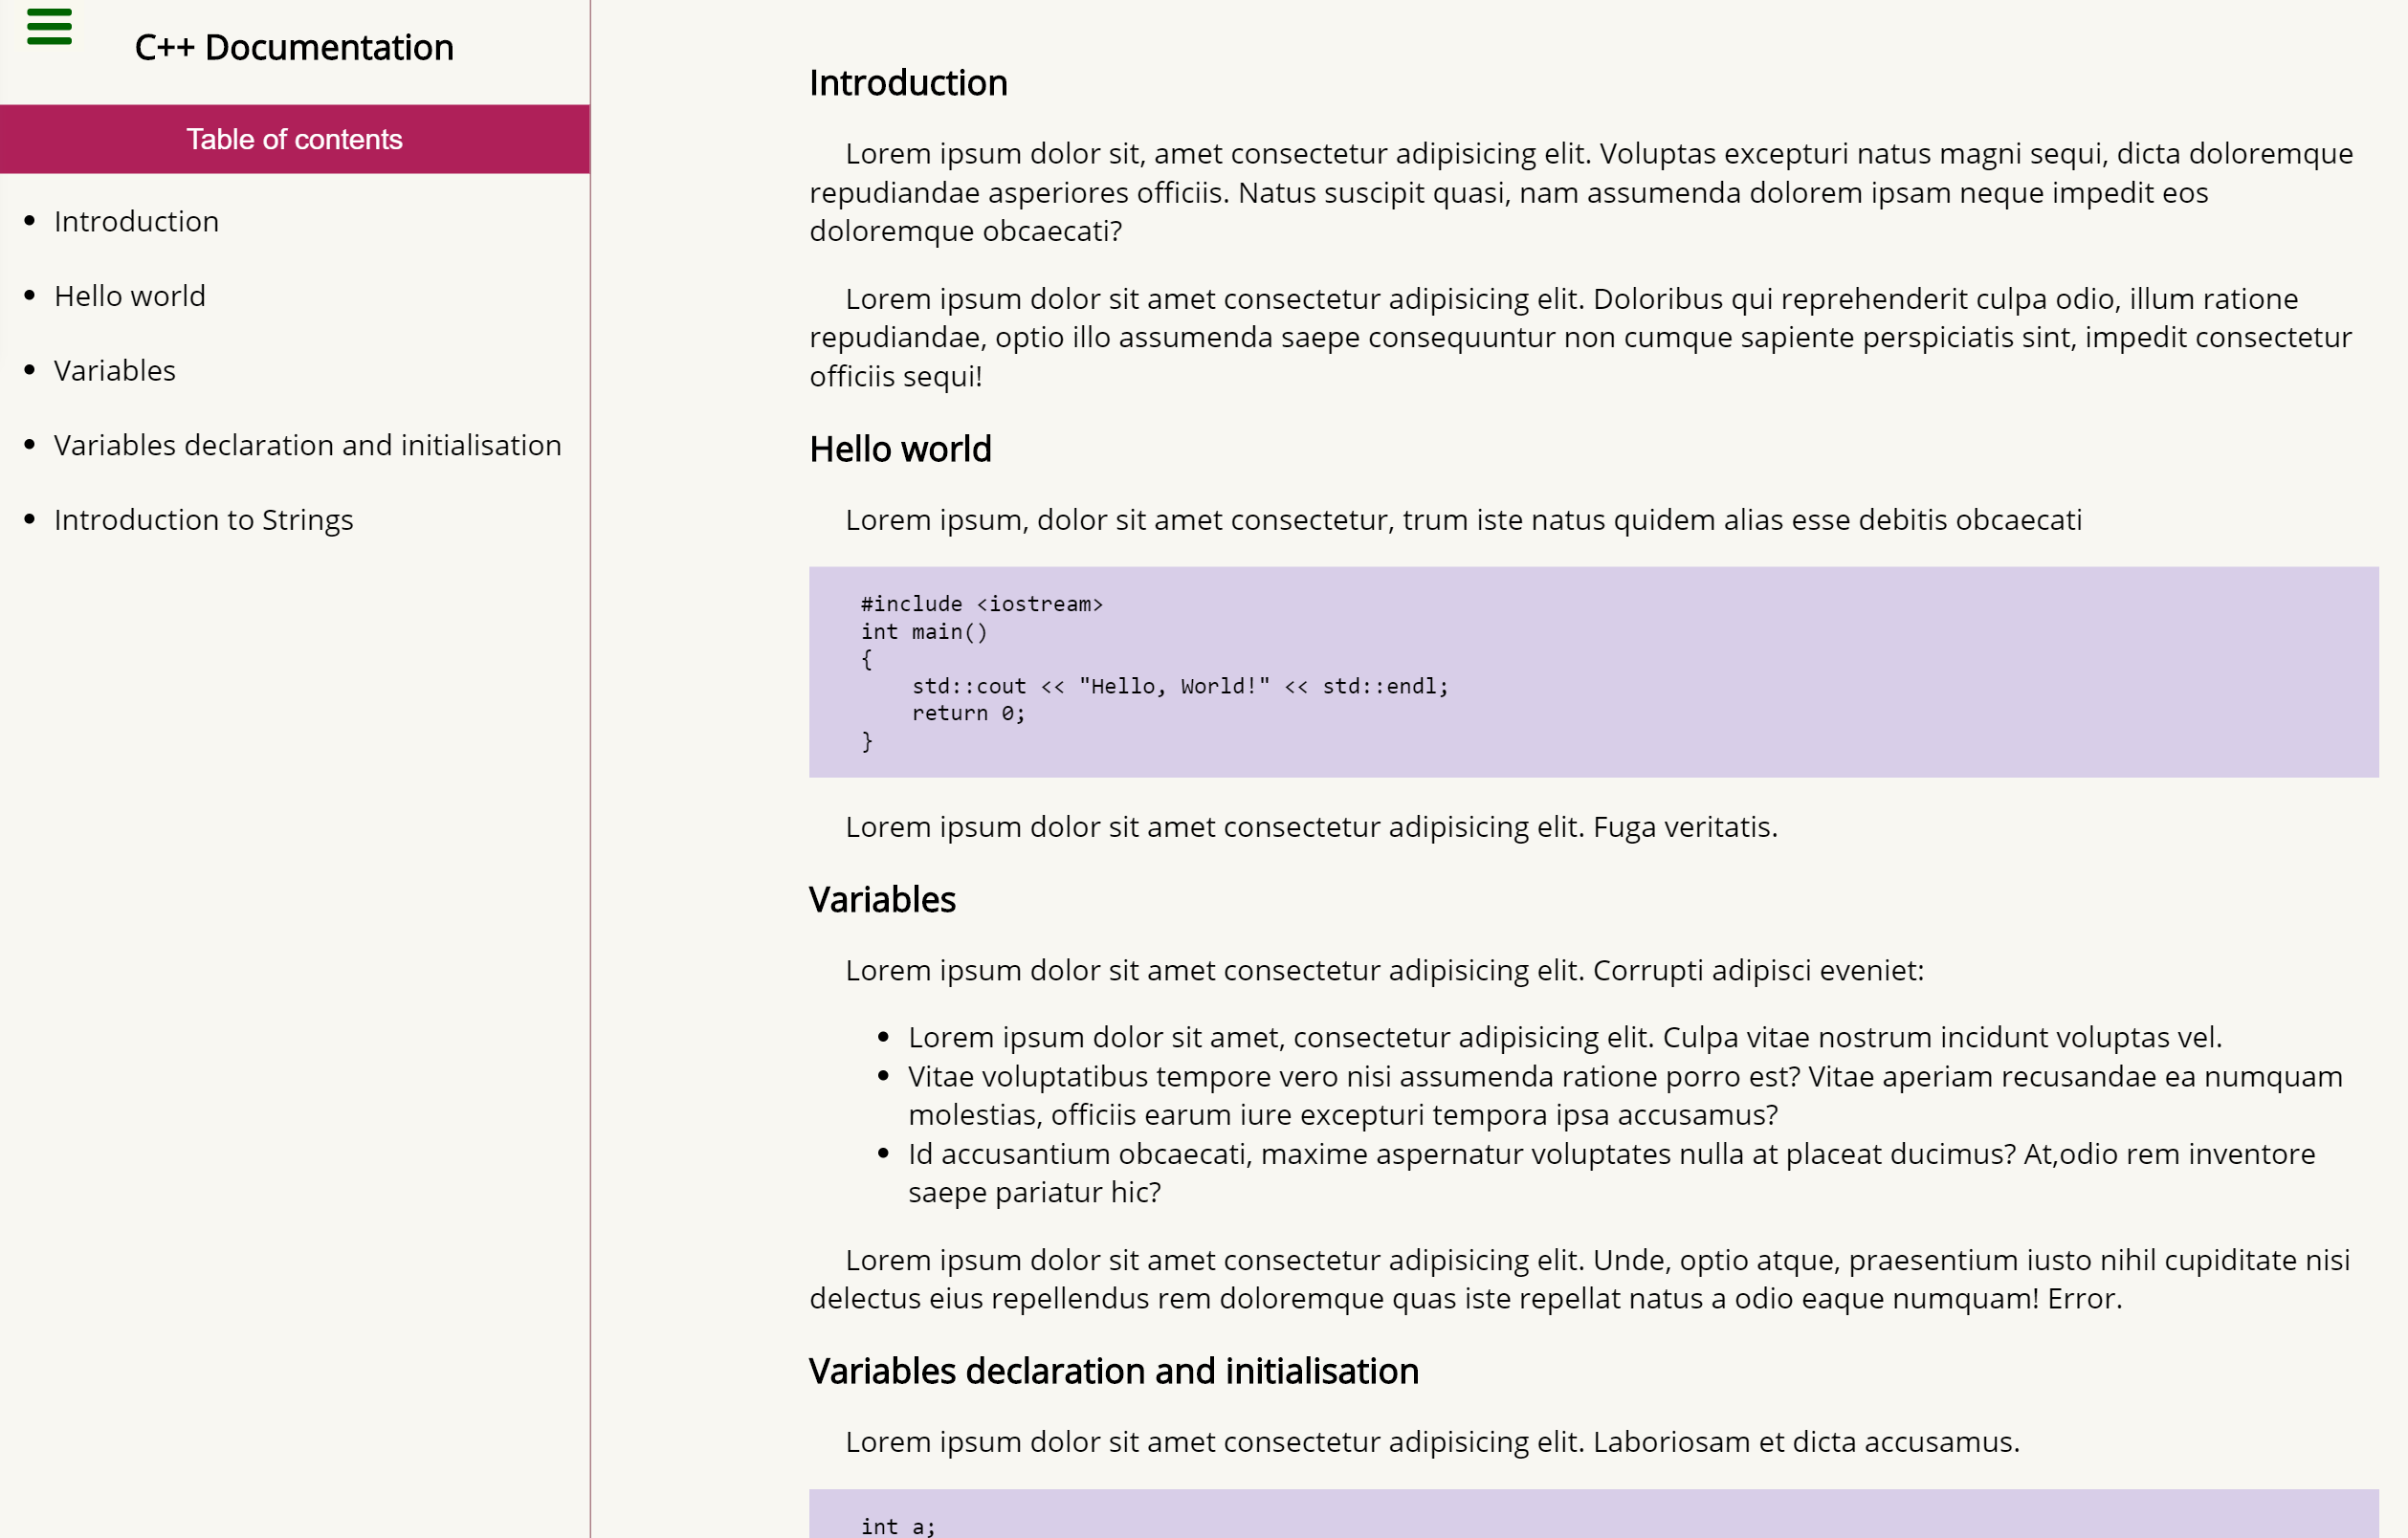 C++ Documentation
Table of contents
Introduction
Hello world
Variables
Variables declaration and initialisation
Introduction to Strings
Introduction
Lorem ipsum dolor sit, amet consectetur adipisicing elit. Voluptas excepturi natus magni sequi, dicta doloremque
repudiandae asperiores officiis. Natus suscipit quasi, nam assumenda dolorem ipsam neque impedit eos
doloremque obcaecati?
Lorem ipsum dolor sit amet consectetur adipisicing elit. Doloribus qui reprehenderit culpa odio, illum ratione
repudiandae, optio illo assumenda saepe consequuntur non cumque sapiente perspiciatis sint, impedit consectetur
officiis sequi!
Hello world
Lorem ipsum, dolor sit amet consectetur, trum iste natus quidem alias esse debitis obcaecati
#include <iostream>
int main()
{
    std::cout << "Hello, World!" << std::endl;
    return 0;
}
Lorem ipsum dolor sit amet consectetur adipisicing elit. Fuga veritatis.
Variables
Lorem ipsum dolor sit amet consectetur adipisicing elit. Corrupti adipisci eveniet:
Lorem ipsum dolor sit amet, consectetur adipisicing elit. Culpa vitae nostrum incidunt voluptas vel.
Vitae voluptatibus tempore vero nisi assumenda ratione porro est? Vitae aperiam recusandae ea numquam
molestias, officiis earum iure excepturi tempora ipsa accusamus?
Id accusantium obcaecati, maxime aspernatur voluptates nulla at placeat ducimus? At,odio rem inventore
saepe pariatur hic?
Lorem ipsum dolor sit amet consectetur adipisicing elit. Unde, optio atque, praesentium iusto nihil cupiditate nisi
delectus eius repellendus rem doloremque quas iste repellat natus a odio eaque numquam! Error.
Variables declaration and initialisation
Lorem ipsum dolor sit amet consectetur adipisicing elit. Laboriosam et dicta accusamus.
int a;